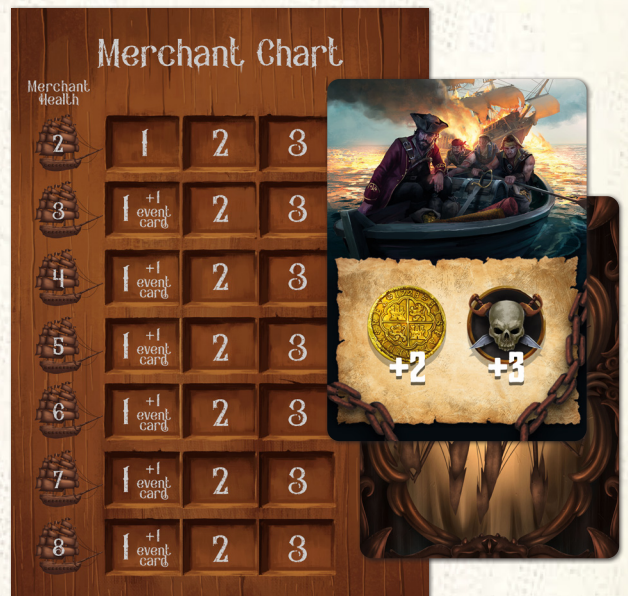 Merchant Chart
Merchant
Health
2 1 2 3
3 1 +1 event card 2 3
4 1 +1 event card 2 3
5 1 +1 event card 2 3
6 1 +1 event card 2 3
7 1 +1 event card 2 3
8 1 +1 event card 2 3
+2 +3